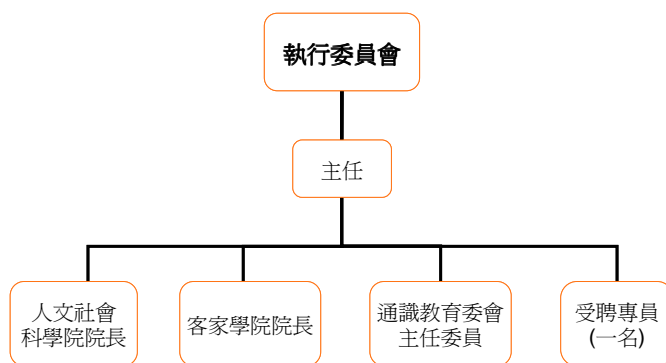 執行委員會
主任
人文社會
科學院院長
客家學院院長
通識教育委會
主任委員
受聘專員
(一名)